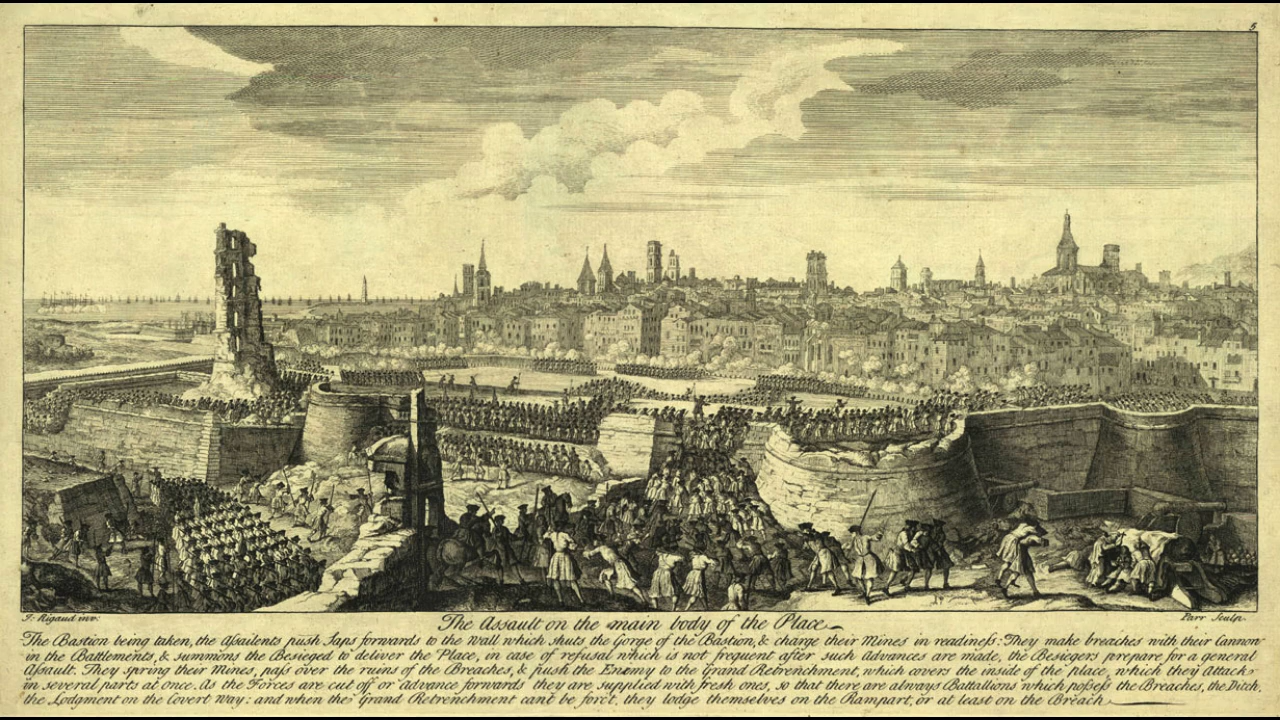 5
J: Rigaud inv:
The Assault on the main body of the Place
Parr Sculp.
The Bastion being taken, the assailents push Saps forwards to the Wall which shuts the Gorge of the Bastion, & charge their Mines in readiness: They make breaches with their Cannon
in the Battlements, & summons the Besieged to deliver the Place, in case of refusal which is not frequent after such advances are made, the Besiegers prepare for a general
assault. They spring their Mines, pass over the ruins of the Breaches, & push the Enemy to the Grand Retrenchment, which covers the inside of the place, which they Attack
in several parts at once. As the Forces are cut of or advance forwards they are supplied with fresh ones, so that there are always Battallions which possess the Breaches, the Ditch,
the Lodgment on the Covert Way: and when the Grand Retrenchment cant be forc't, they lodge themselves on the Rampart, or at least on the Breach